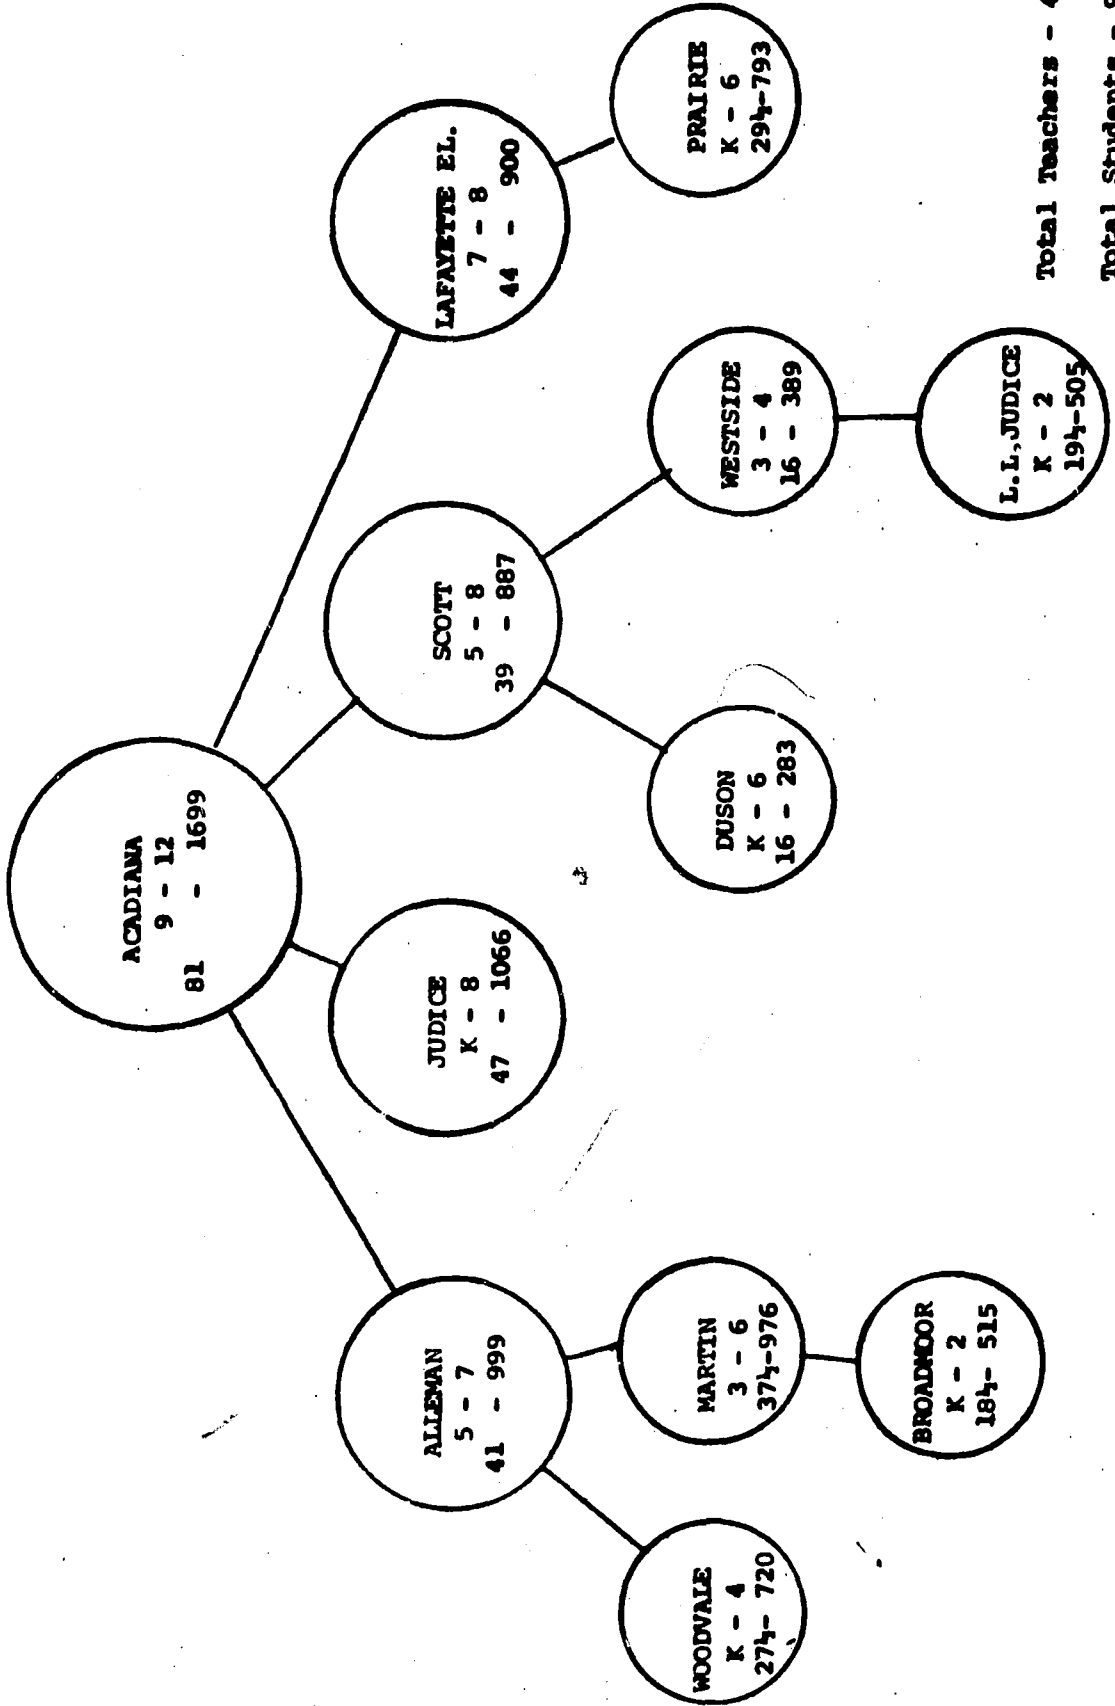 ACADIANA
9 - 12
81 - 1699
ALLEMAN
5 - 7
41 - 999
JUDICE
K - 8
47 - 1066
SCOTT
5 - 8
39 - 887
LAFAYETTE EL.
7 - 8
44 - 900
WOODVALE
K - 4
27½- 720
MARTIN
3 - 6
37½-976
DUSON
K - 6
16 - 283
WESTSIDE
3 - 4
16 - 389
PRAIRIE
K - 6
29½-793
BROADMOOR
K - 2
18½- 515
L.L.JUDICE
K - 2
19½-505
Total Teachers - 4
Total Students -